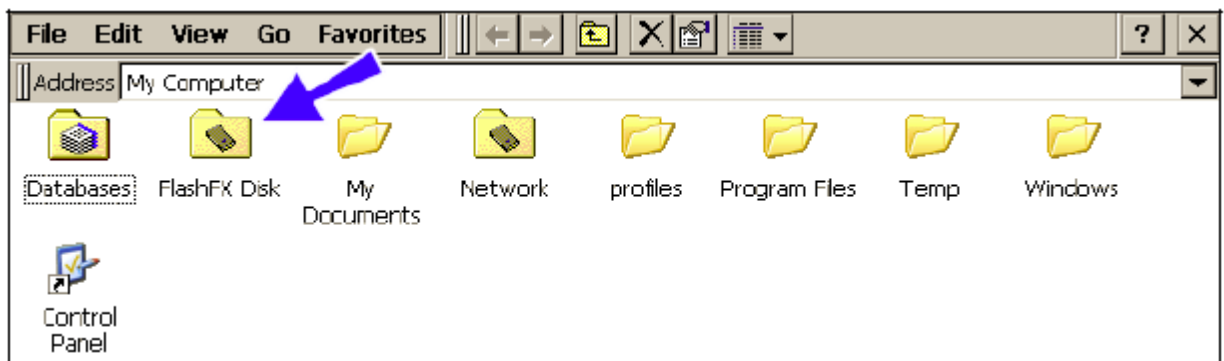 File Edit View Go Favorites ?
Address My Computer
Databases FlashFX Disk My Documents Network profiles Program Files Temp Windows
Control Panel